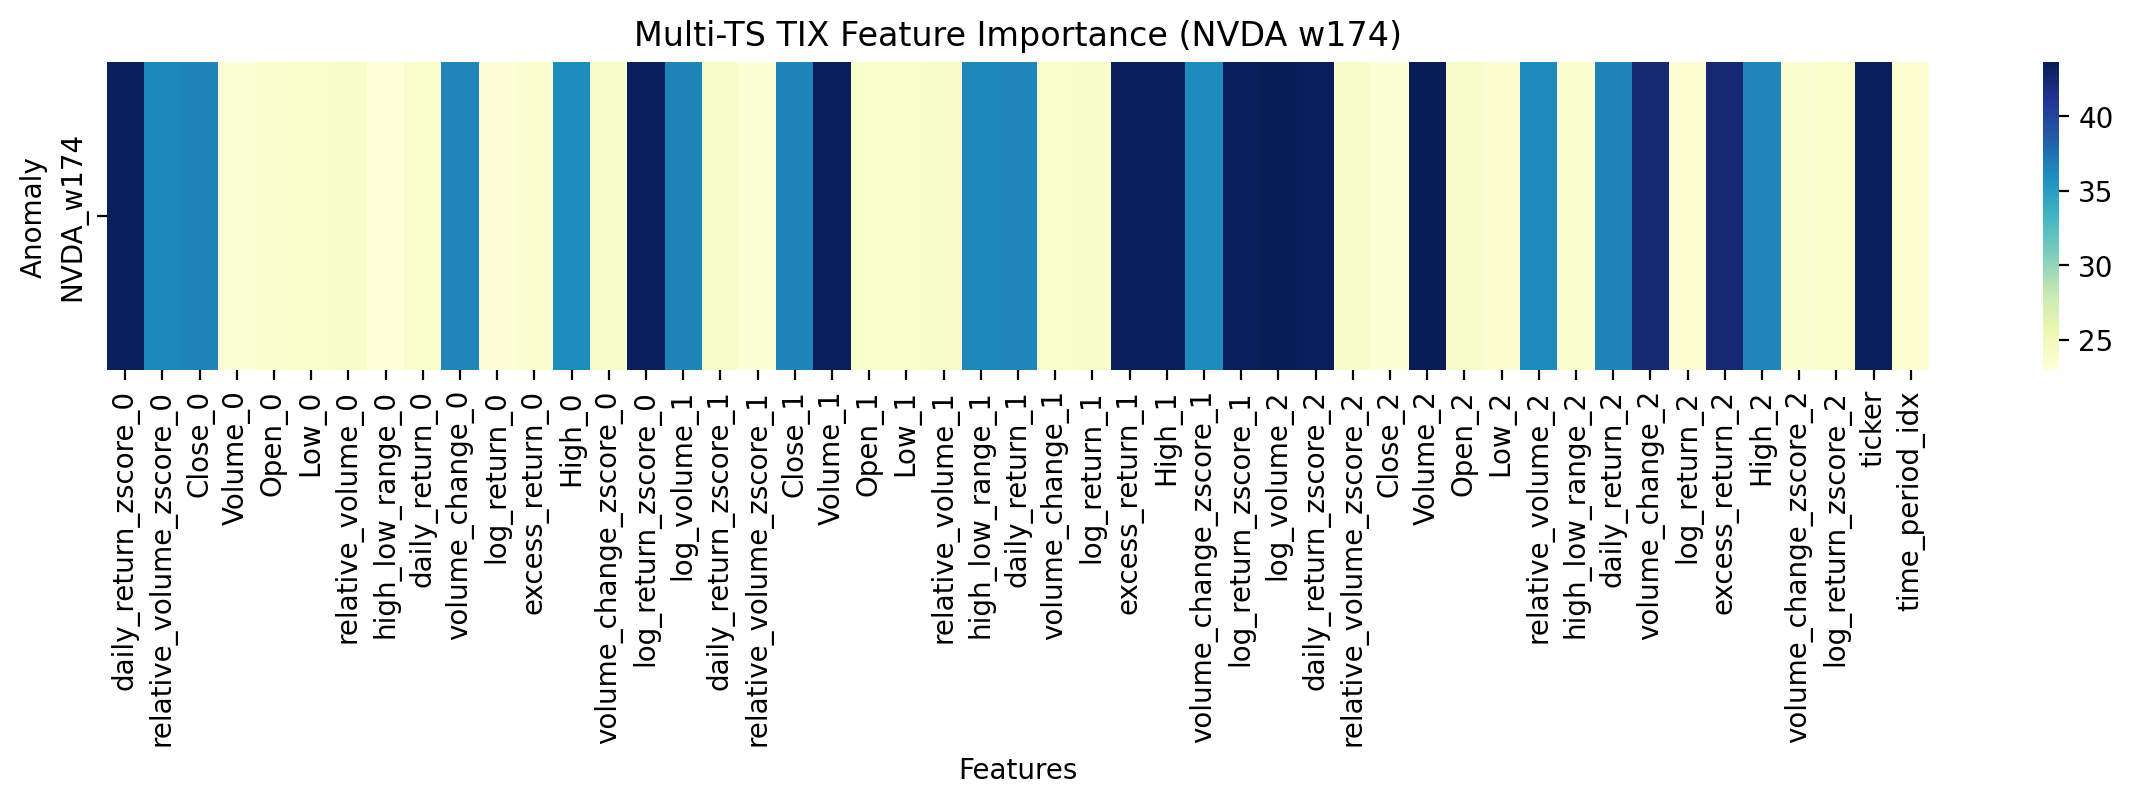 Multi-TS TIX Feature Importance (NVDA w174)
Anomaly
NVDA_w174
40
35
30
25
daily_return_zscore_0
relative_volume_zscore_0
Close_0
Volume_0
Open_0
Low_0
relative_volume_0
high_low_range_0
daily_return_0
volume_change_0
log_return_0
excess_return_0
High_0
volume_change_zscore_0
log_return_zscore_0
log_volume_1
daily_return_zscore_1
relative_volume_zscore_1
Close_1
Volume_1
Open_1
Low_1
relative_volume_1
high_low_range_1
daily_return_1
volume_change_1
log_return_1
excess_return_1
High_1
volume_change_zscore_1
log_return_zscore_1
log_volume_2
daily_return_zscore_2
relative_volume_zscore_2
Close_2
Volume_2
Open_2
Low_2
relative_volume_2
high_low_range_2
daily_return_2
volume_change_2
log_return_2
excess_return_2
High_2
volume_change_zscore_2
log_return_zscore_2
ticker
time_period_idx
Features